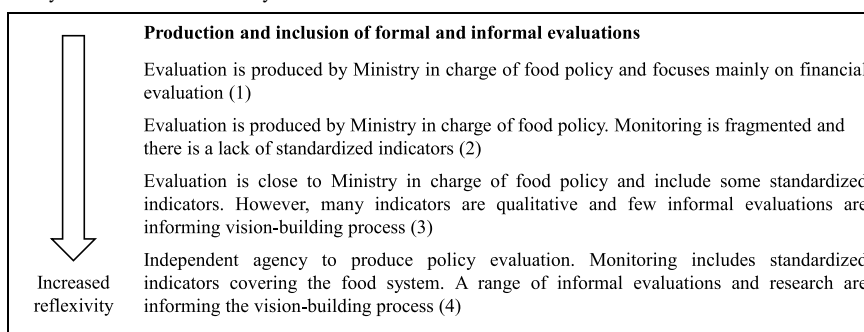 Production and inclusion of formal and informal evaluations
Evaluation is produced by Ministry in charge of food policy and focuses mainly on financial
evaluation (1)
Evaluation is produced by Ministry in charge of food policy. Monitoring is fragmented and
there is a lack of standardized indicators (2)
Evaluation is close to Ministry in charge of food policy and include some standardized
indicators. However, many indicators are qualitative and few informal evaluations are
informing vision-building process (3)
Independent agency to produce policy evaluation. Monitoring includes standardized
indicators covering the food system. A range of informal evaluations and research are
informing the vision-building process (4)
Increased
reflexivity